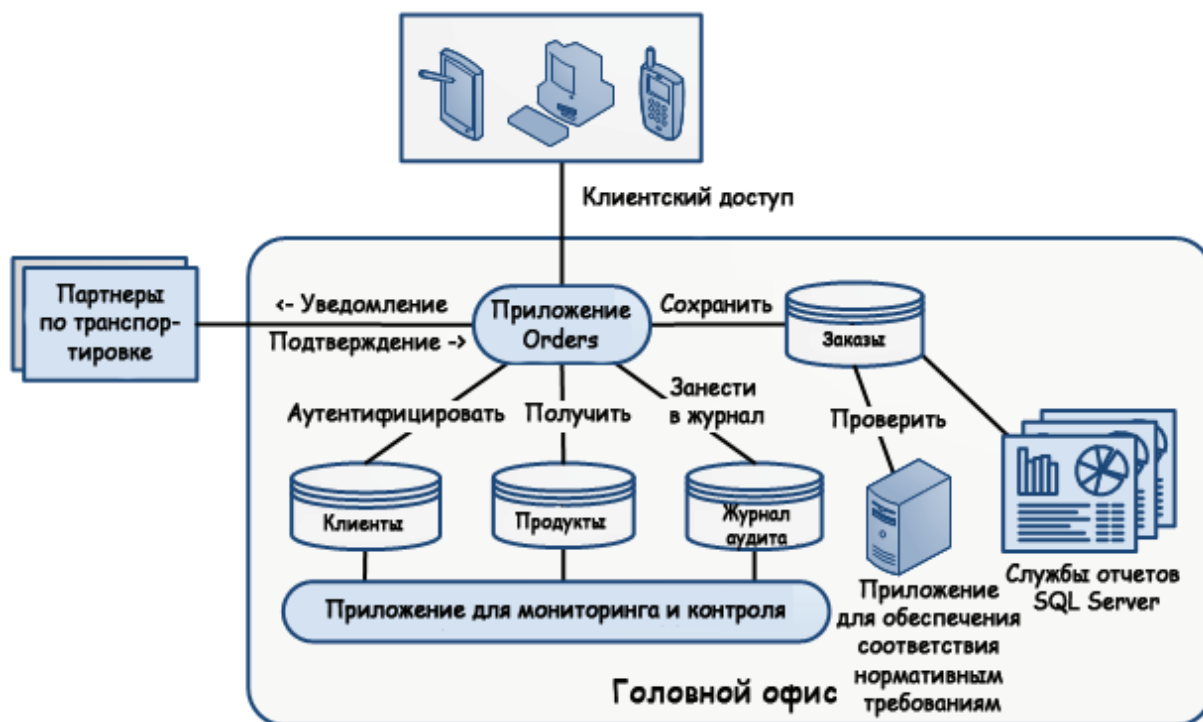 Клиентский доступ
Партнеры
по транспор-
тировке
<- Уведомление
Подтверждение ->
Приложение
Orders
Сохранить
Заказы
Аутентифицировать
Получить
Занести
в журнал
Проверить
Клиенты
Продукты
Журнал
аудита
Приложение для мониторинга и контроля
Приложение
для обеспечения
соответствия
нормативным
требованиям
Службы отчетов
SQL Server
Головной офис